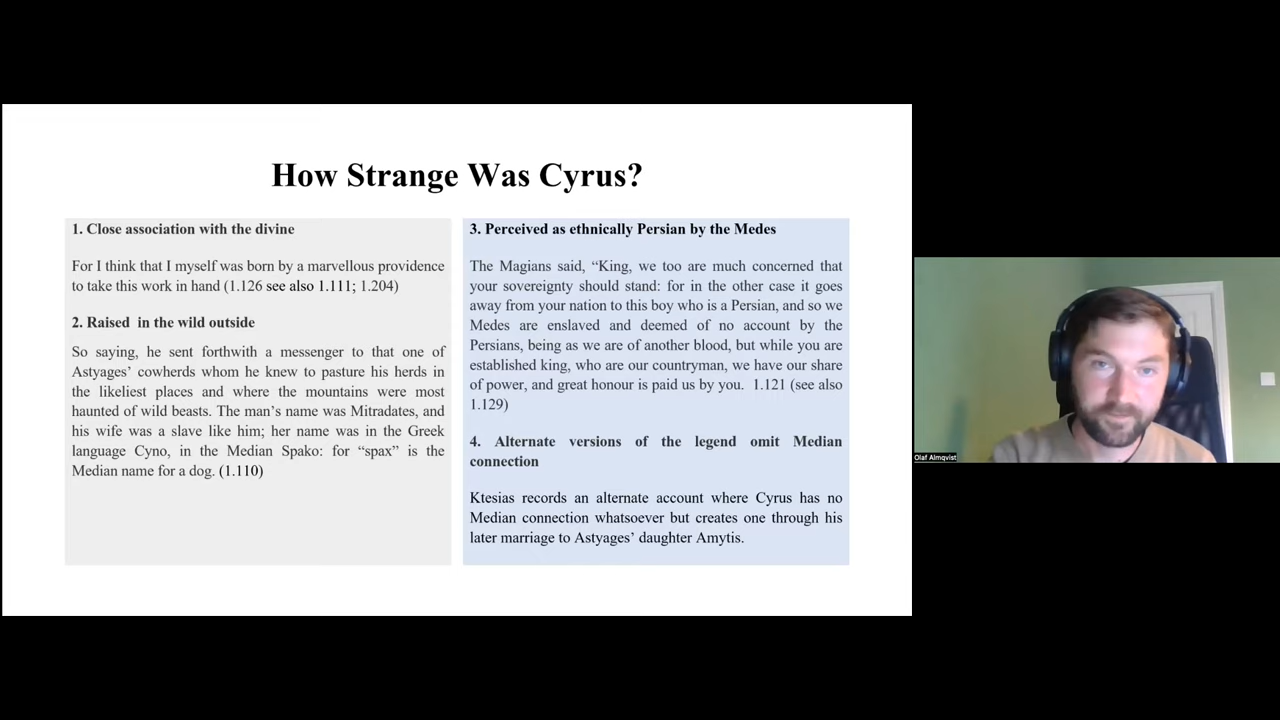 How Strange Was Cyrus?
1. Close association with the divine
For I think that I myself was born by a marvellous providence
to take this work in hand (1.126 see also 1.111; 1.204)
2. Raised in the wild outside
So saying, he sent forthwith a messenger to that one of
Astyages’ cowherds whom he knew to pasture his herds in
the likeliest places and where the mountains were most
haunted of wild beasts. The man’s name was Mitradates, and
his wife was a slave like him; her name was in the Greek
language Cyno, in the Median Spako: for “spax” is the
Median name for a dog. (1.110)
3. Perceived as ethnically Persian by the Medes
The Magians said, “King, we too are much concerned that
your sovereignty should stand: for in the other case it goes
away from your nation to this boy who is a Persian, and so we
Medes are enslaved and deemed of no account by the
Persians, being as we are of another blood, but while you are
established king, who are our countryman, we have our share
of power, and great honour is paid us by you. 1.121 (see also
1.129)
4. Alternate versions of the legend omit Median
connection
Ktesias records an alternate account where Cyrus has no
Median connection whatsoever but creates one through his
later marriage to Astyages’ daughter Amytis.
Olaf Almqvist